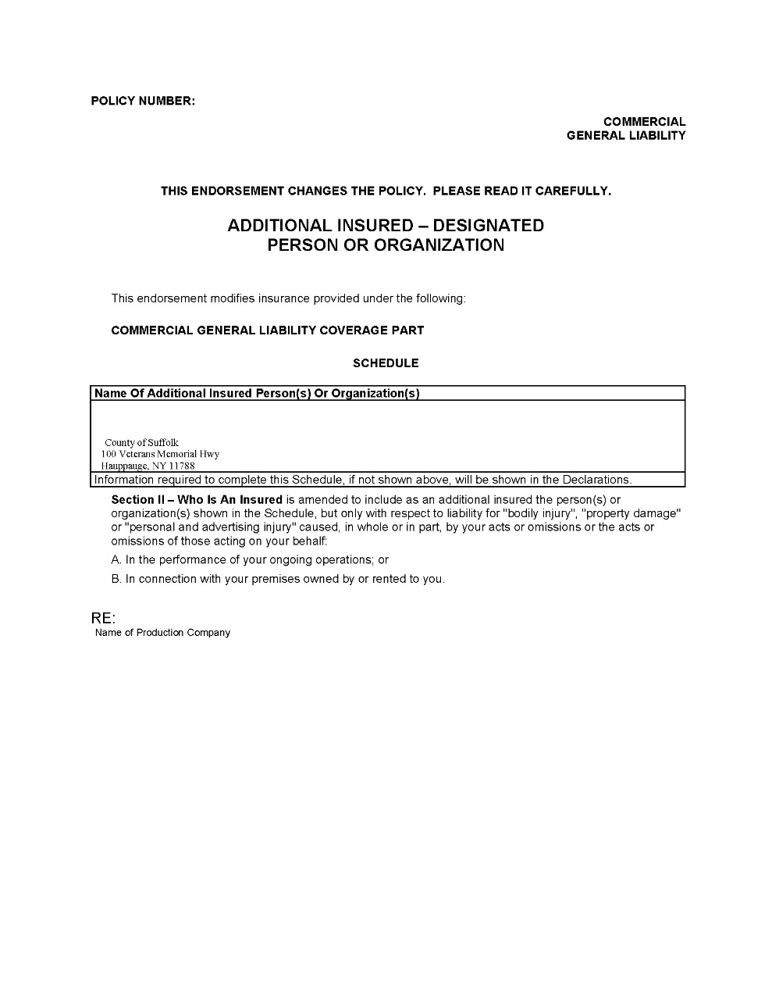 POLICY NUMBER:
COMMERCIAL
GENERAL LIABILITY
THIS ENDORSEMENT CHANGES THE POLICY.  PLEASE READ IT CAREFULLY.
ADDITIONAL INSURED – DESIGNATED
PERSON OR ORGANIZATION
This endorsement modifies insurance provided under the following:
COMMERCIAL GENERAL LIABILITY COVERAGE PART
SCHEDULE
Name Of Additional Insured Person(s) Or Organization(s)
County of Suffolk
100 Veterans Memorial Hwy
Hauppauge, NY 11788
Information required to complete this Schedule, if not shown above, will be shown in the Declarations.
Section II – Who Is An Insured is amended to include as an additional insured the person(s) or
organization(s) shown in the Schedule, but only with respect to liability for "bodily injury", "property damage"
or "personal and advertising injury" caused, in whole or in part, by your acts or omissions or the acts or
omissions of those acting on your behalf:
A. In the performance of your ongoing operations; or
B. In connection with your premises owned by or rented to you.
RE:
Name of Production Company